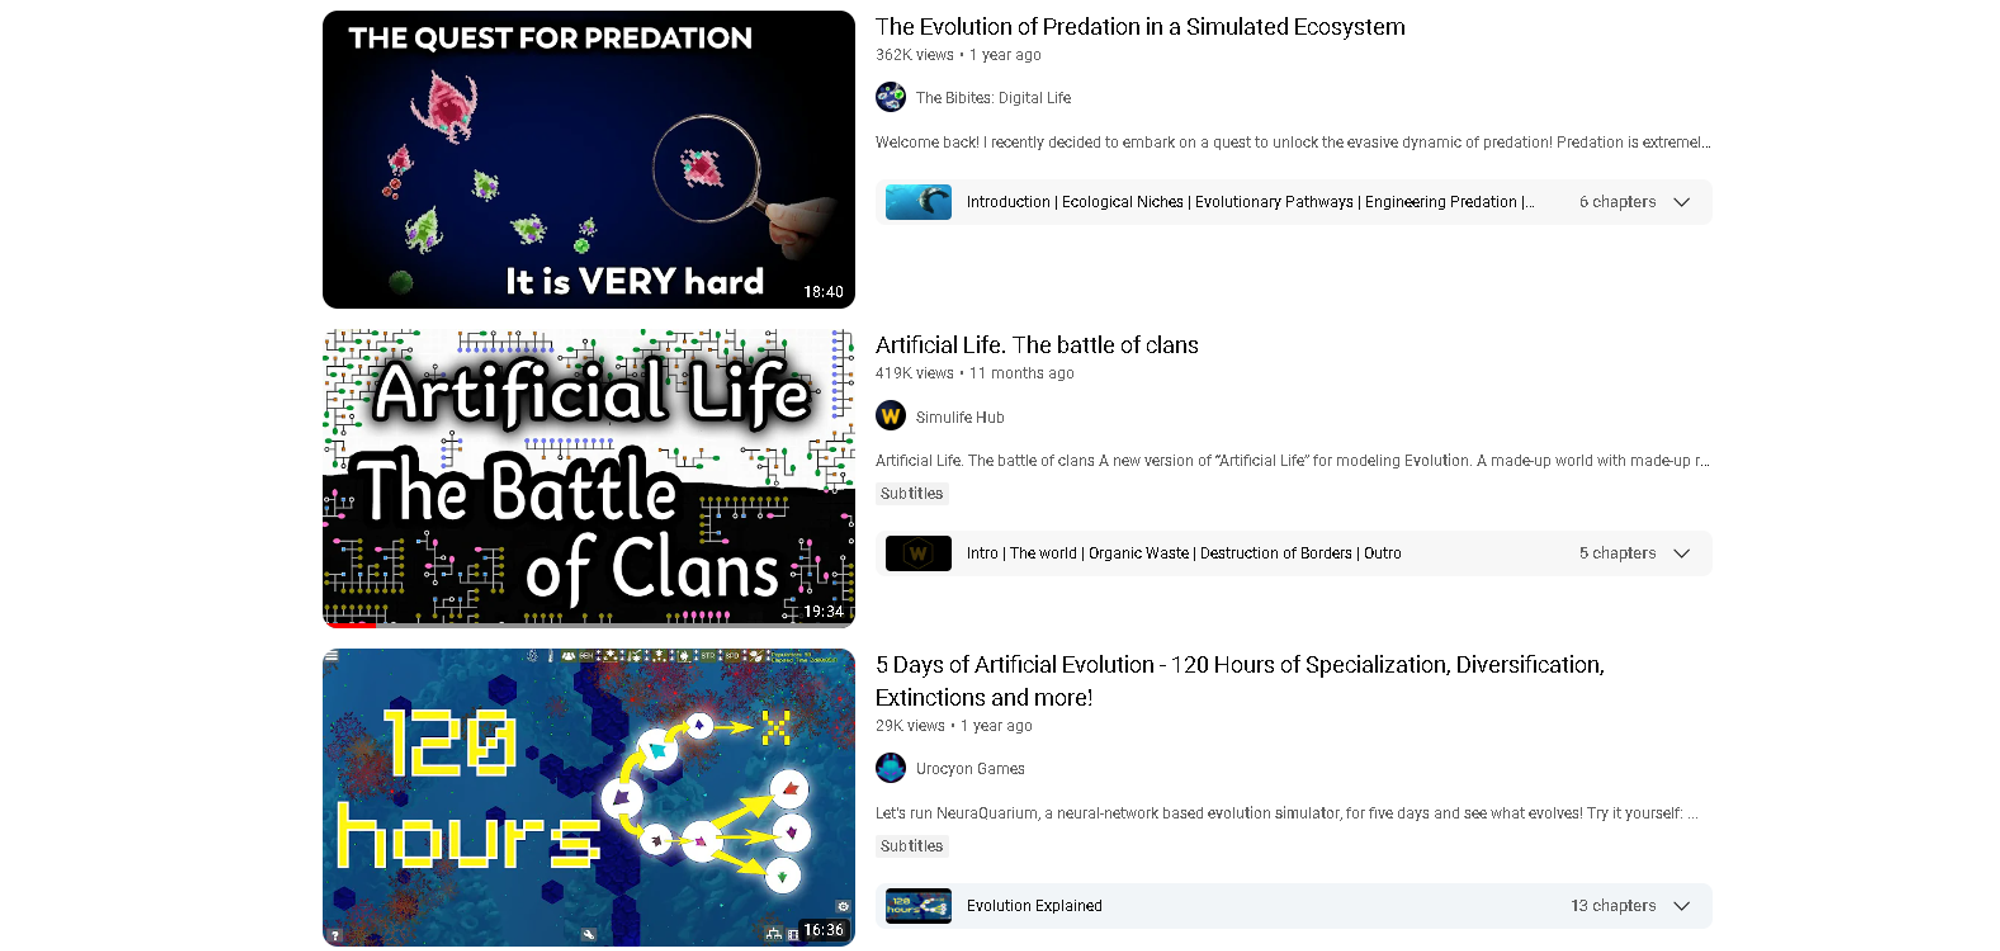 THE QUEST FOR PREDATION
It is VERY hard
18:40
The Evolution of Predation in a Simulated Ecosystem
362K views • 1 year ago
The Bibites: Digital Life
Welcome back! I recently decided to embark on a quest to unlock the evasive dynamic of predation! Predation is extremel...
Introduction | Ecological Niches | Evolutionary Pathways | Engineering Predation |...
6 chapters
Artificial Life
The Battle
of Clans
19:34
Artificial Life. The battle of clans
419K views • 11 months ago
W
Simulife Hub
Artificial Life. The battle of clans A new version of “Artificial Life” for modeling Evolution. A made-up world with made-up r...
Subtitles
W
Intro | The world | Organic Waste | Destruction of Borders | Outro
5 chapters
120
hours
X
?
16:36
5 Days of Artificial Evolution - 120 Hours of Specialization, Diversification,
Extinctions and more!
29K views • 1 year ago
Urocyon Games
Let's run NeuraQuarium, a neural-network based evolution simulator, for five days and see what evolves! Try it yourself: ...
Subtitles
120
hours
Evolution Explained
13 chapters